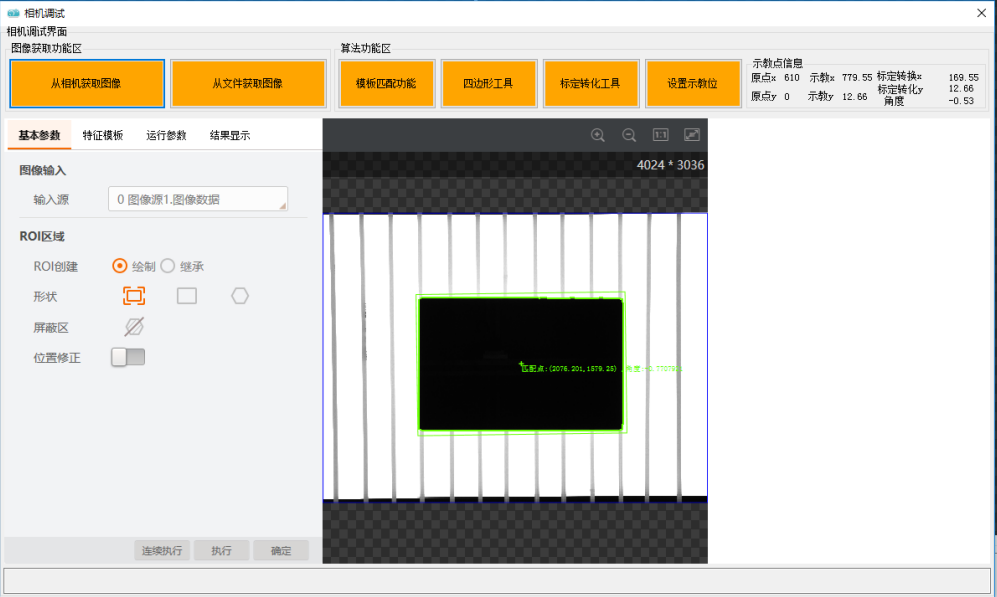 相机调试
相机调试界面
图像获取功能区
从相机获取图像
从文件获取图像
算法功能区
模板匹配功能
四边形工具
标定转化工具
设置示教位
示教点信息
原点x 610 示教x 779.55 标定转换x 169.55
原点y 0 示教y 12.66 标定转化y 12.66
角度 -0.53
基本参数 特征模板 运行参数 结果显示
图像输入
输入源 0 图像源1.图像数据
ROI区域
ROI创建 绘制 继承
形状
屏蔽区
位置修正
连续执行 执行 确定
1:1
4024 * 3036
匹配点:(2076.201,1579.25)